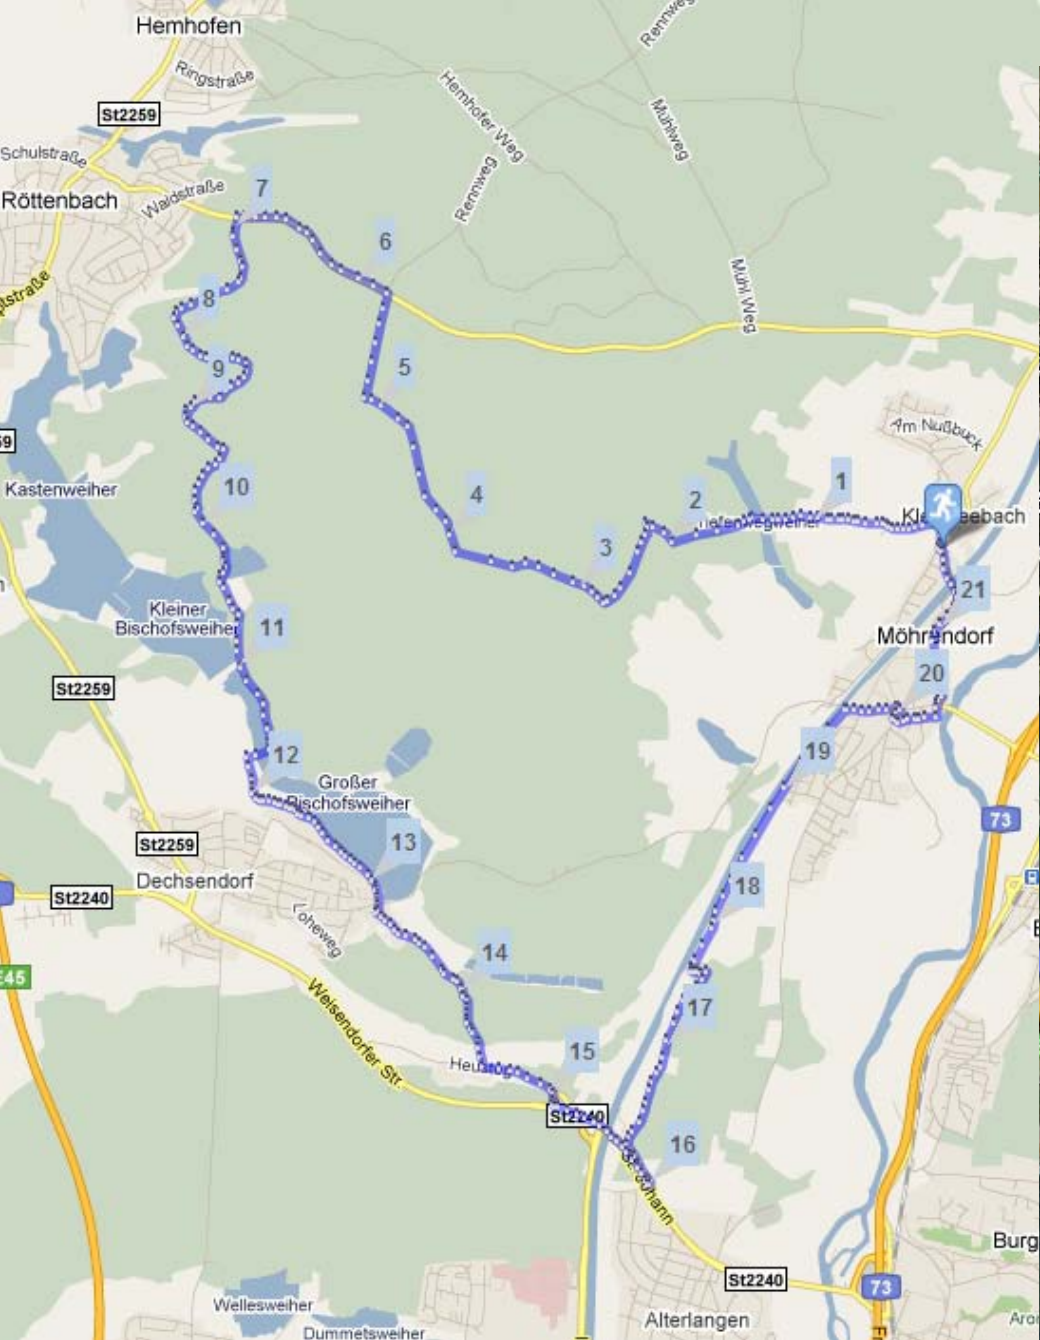 Hemhofen
Rennweg
Ringstraße
Hemhofer Weg
St2259
Mühlweg
Schulstraße
Röttenbach
Waldstraße
7
Rennweg
6
Mühl Weg
8
5
9
Am Nußbuck
Kastenweiher
10
4
2
1
3
21
Kleiner
Bischofsweiher
11
Möhrendorf
20
St2259
12
19
Großer
Bischofsweiher
13
73
St2259
Dechsendorf
St2240
18
Loheweg
14
E45
17
Weisendorfer Str.
15
St2240
16
Burg
St2240
73
Wellesweiher
Alterlangen
Dummetsweiher